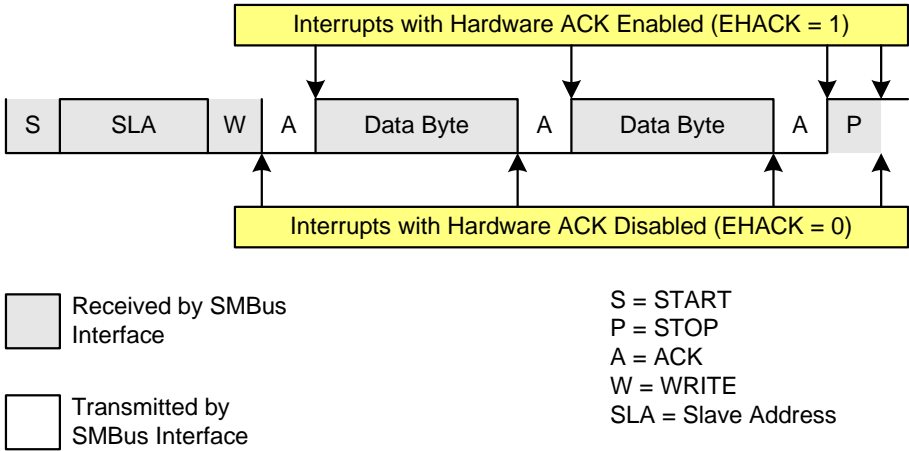 Interrupts with Hardware ACK Enabled (EHACK = 1)
S SLA W A Data Byte A Data Byte A P
Interrupts with Hardware ACK Disabled (EHACK = 0)
Received by SMBus
Interface
Transmitted by
SMBus Interface
S = START
P = STOP
A = ACK
W = WRITE
SLA = Slave Address